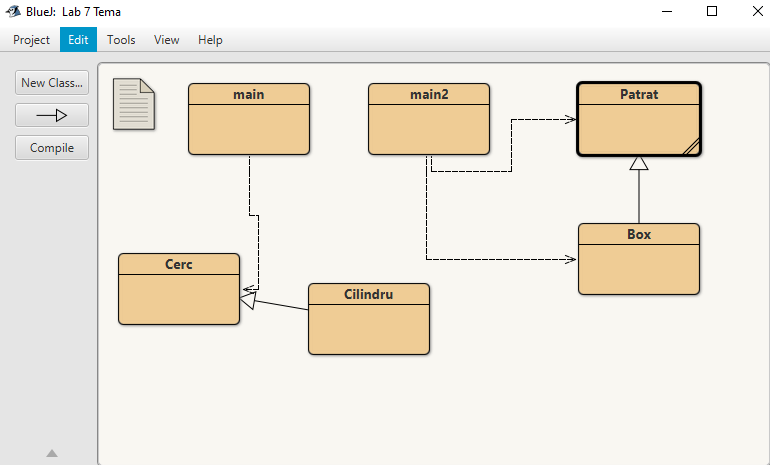 BlueJ: Lab 7 Tema
Project Edit Tools View Help
New Class...
Compile
main
main2
Patrat
Box
Cerc
Cilindru